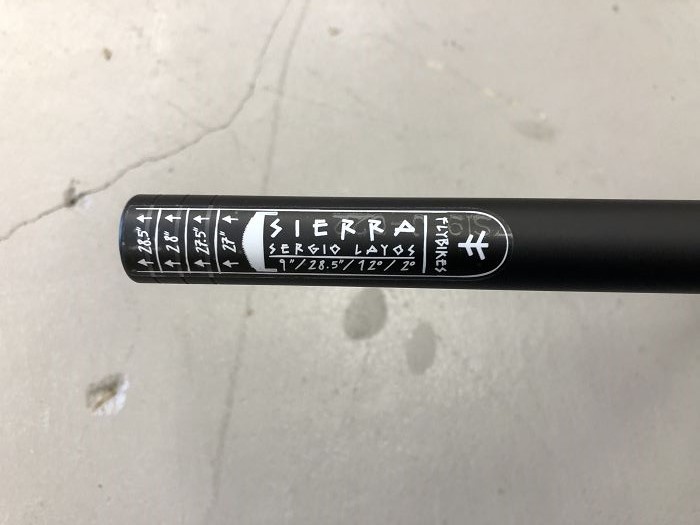 28.5"
28"
27.5"
27"
SIERRA
SERGIO LAYOS
9"/28.5"/12°/2°
FLYBIKES